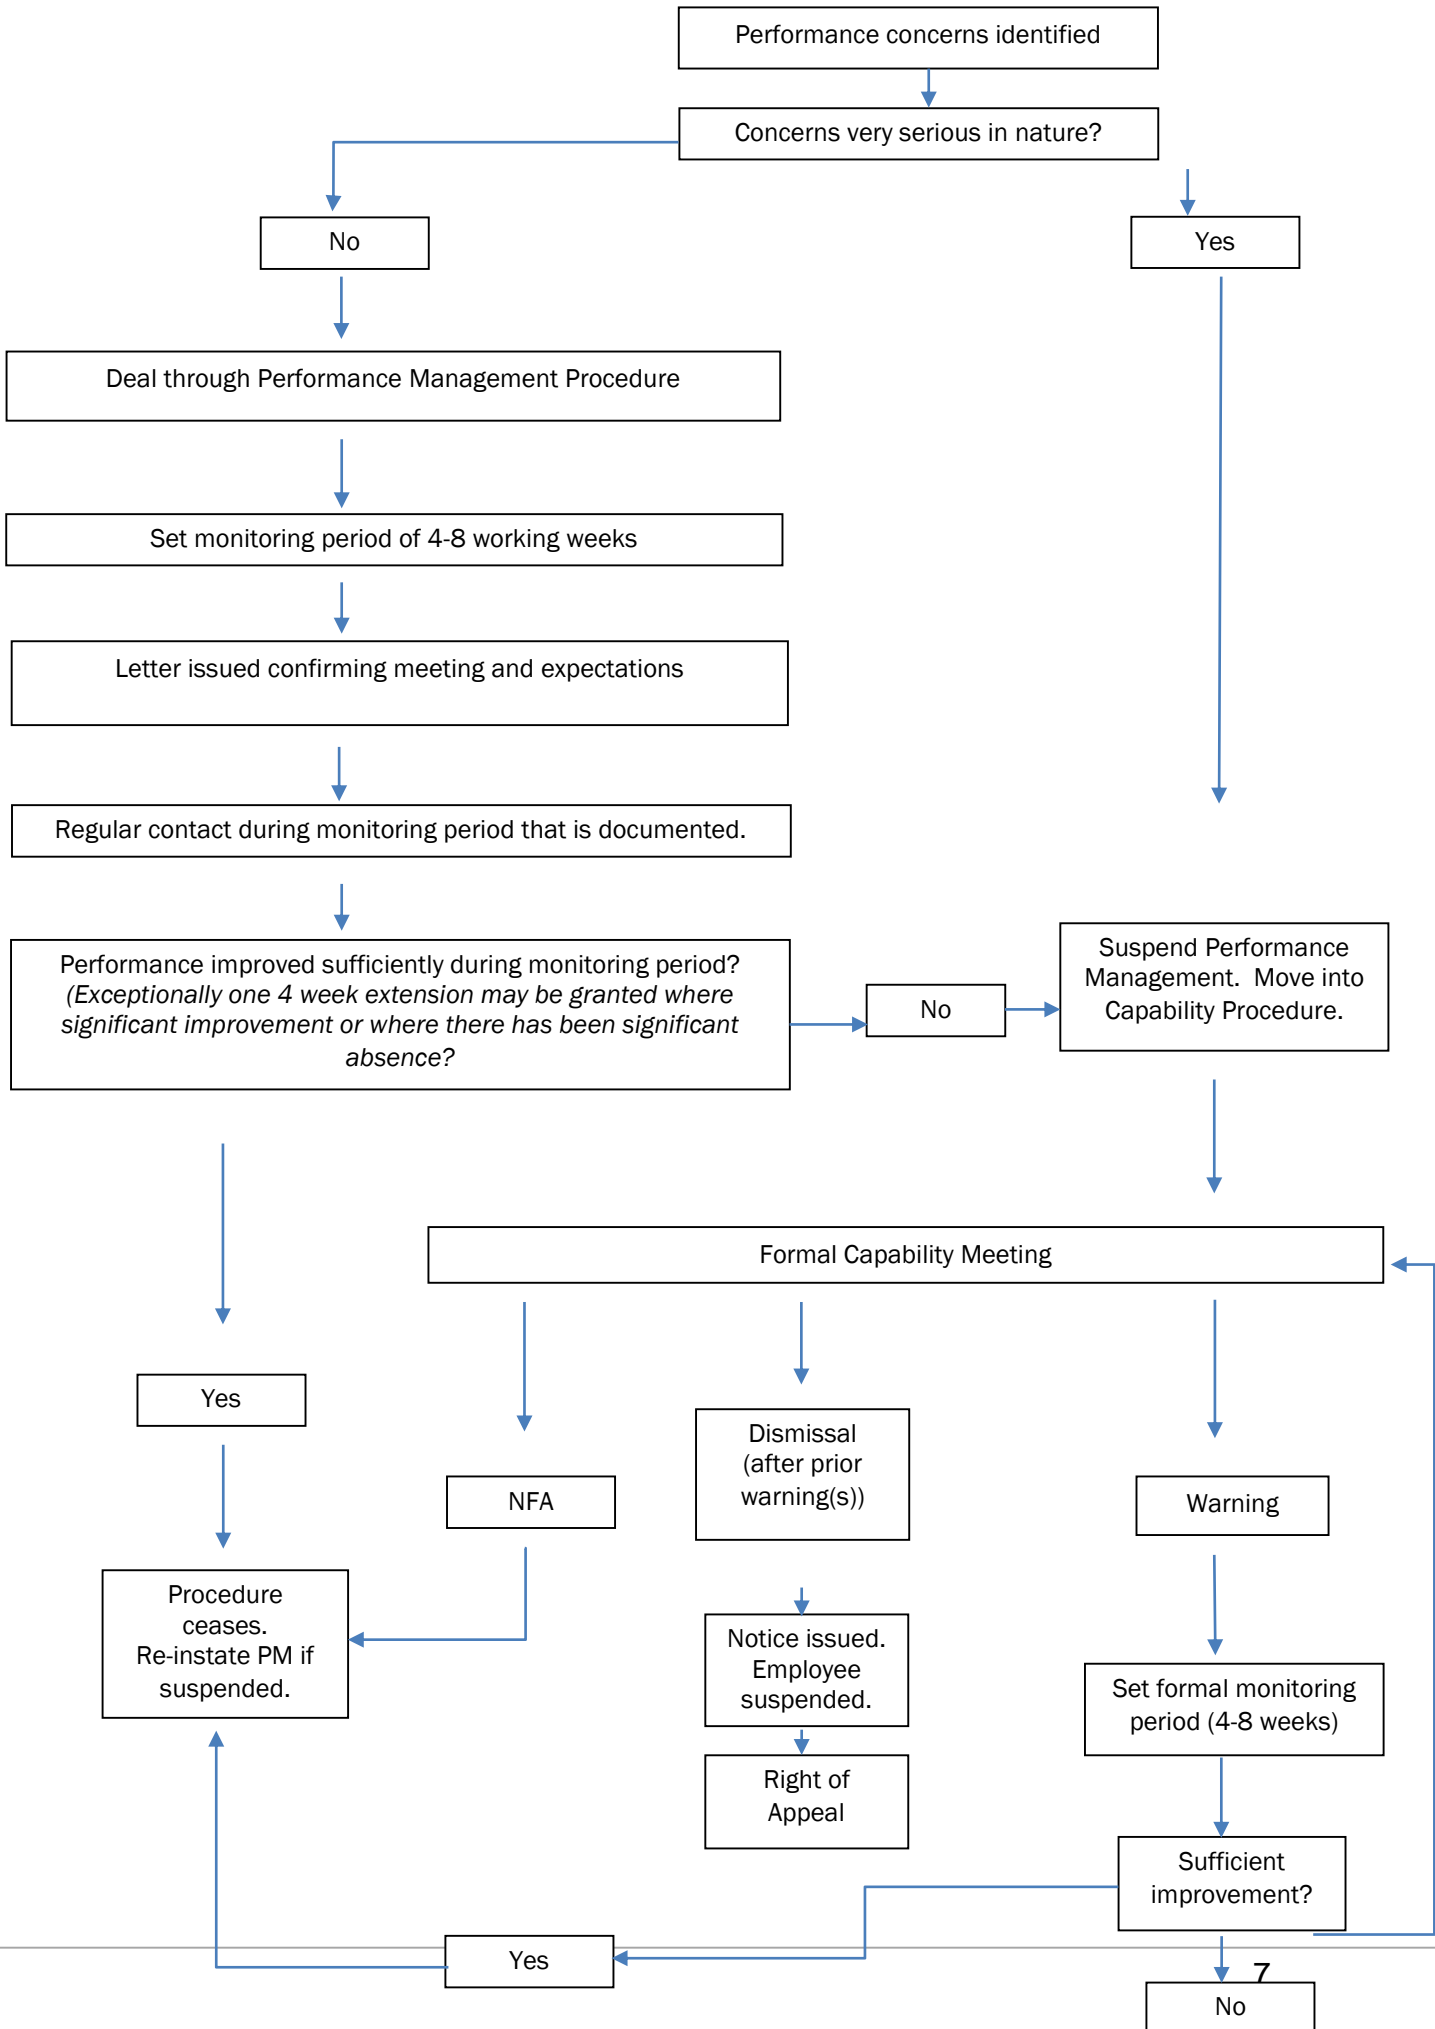 Performance concerns identified
Concerns very serious in nature?
No
Yes
Deal through Performance Management Procedure
Set monitoring period of 4-8 working weeks
Letter issued confirming meeting and expectations
Regular contact during monitoring period that is documented.
Performance improved sufficiently during monitoring period?
(Exceptionally one 4 week extension may be granted where
significant improvement or where there has been significant
absence?
No
Suspend Performance
Management. Move into
Capability Procedure.
Formal Capability Meeting
Yes
NFA
Dismissal
(after prior
warning(s))
Warning
Procedure
ceases.
Re-instate PM if
suspended.
Notice issued.
Employee
suspended.
Set formal monitoring
period (4-8 weeks)
Right of
Appeal
Sufficient
improvement?
Yes
7
No